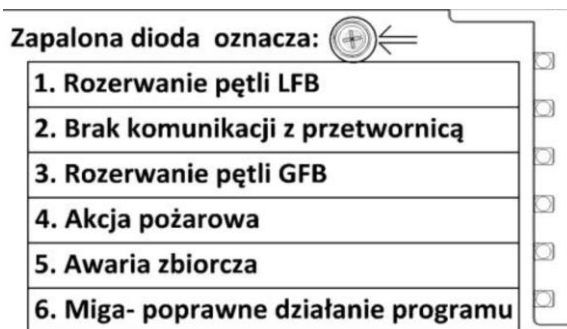 Zapalona dioda oznacza:
1. Rozerwanie pętli LFB
2. Brak komunikacji z przetwornicą
3. Rozerwanie pętli GFB
4. Akcja pożarowa
5. Awaria zbiorcza
6. Miga- poprawne działanie programu